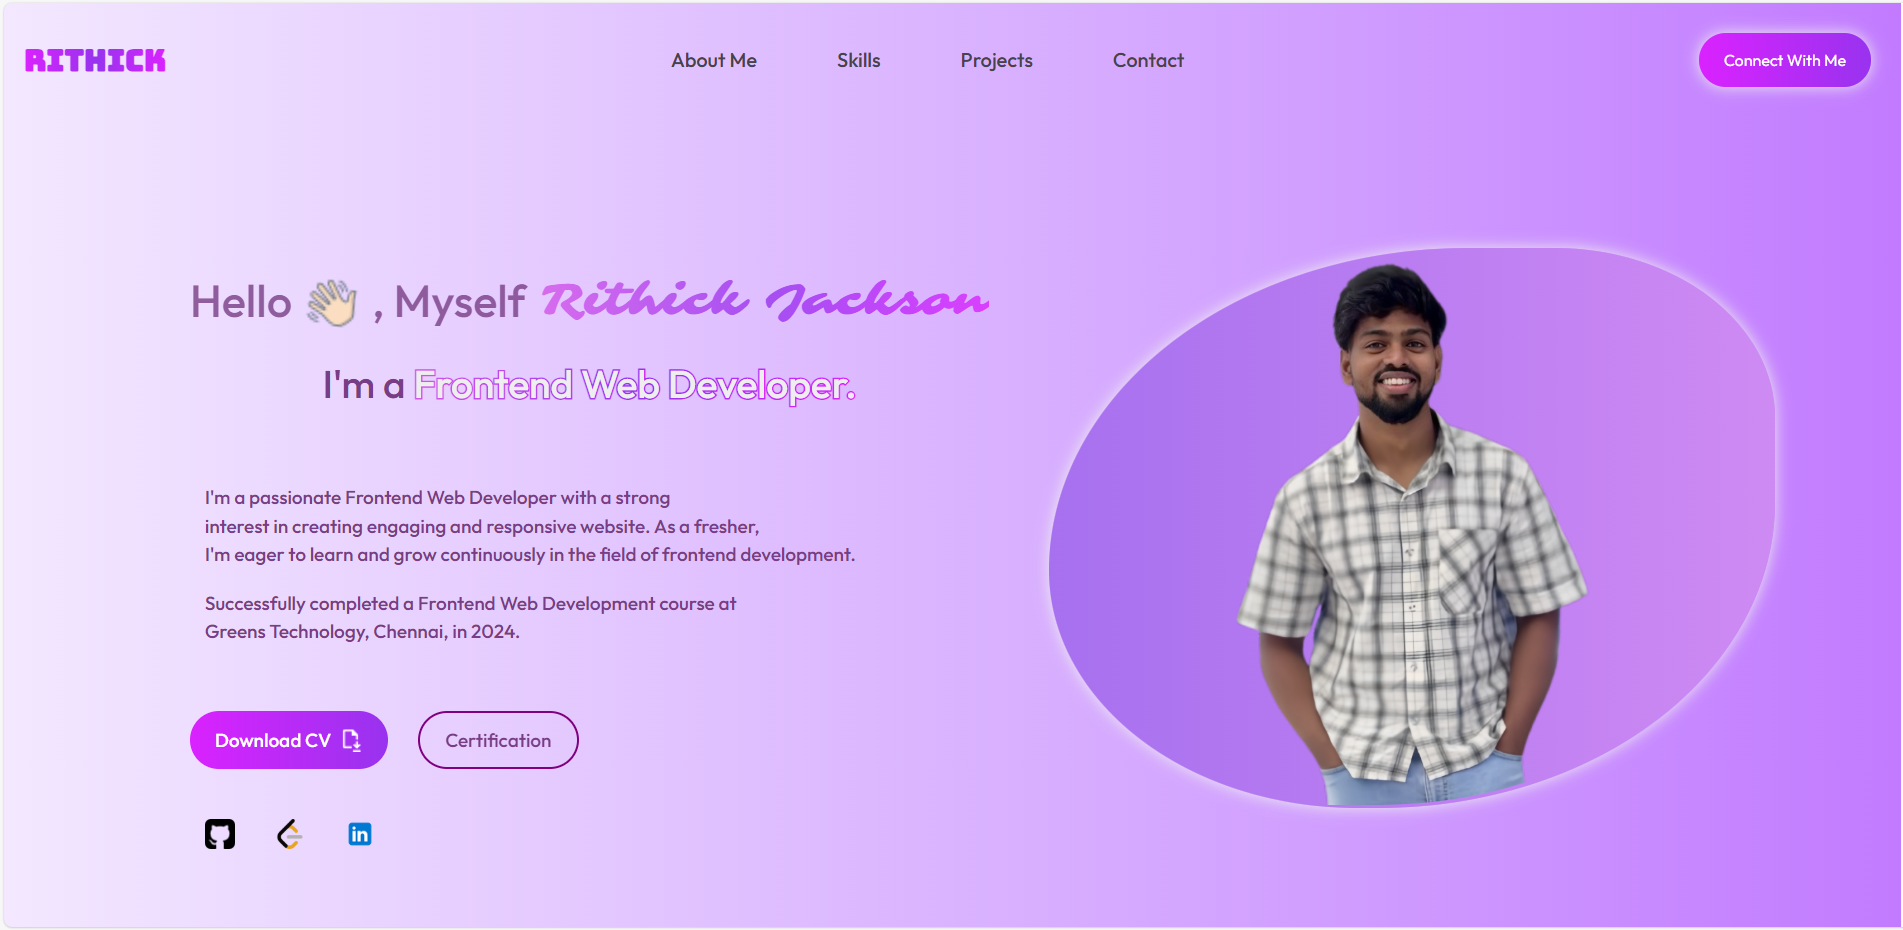 RITHICK
About Me
Skills
Projects
Contact
Connect With Me
Hello 👋🏻 , Myself Rithick Jackson
I'm a Frontend Web Developer.
I'm a passionate Frontend Web Developer with a strong
interest in creating engaging and responsive website. As a fresher,
I'm eager to learn and grow continuously in the field of frontend development.
Successfully completed a Frontend Web Development course at
Greens Technology, Chennai, in 2024.
Download CV
Certification
in